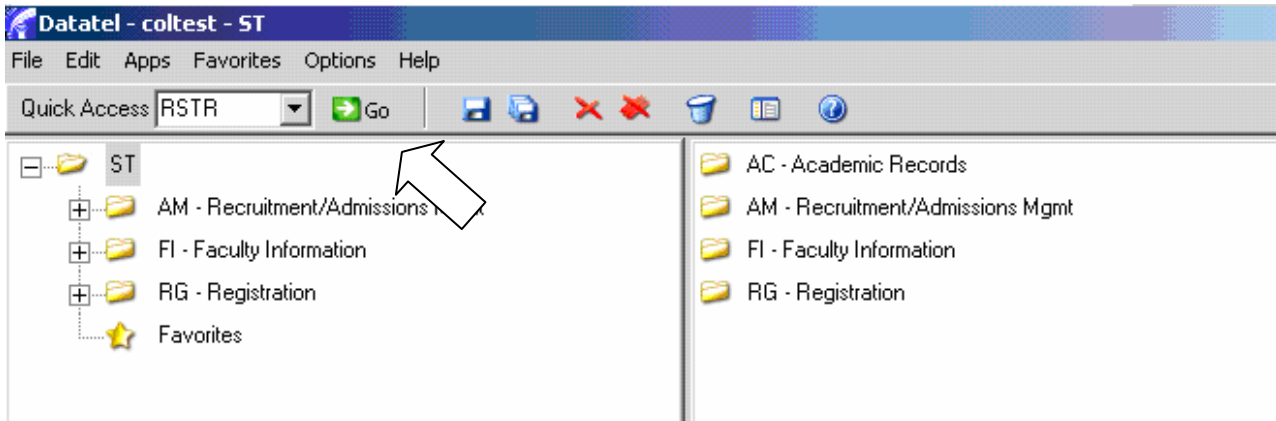 Datatel - coltest - ST
File Edit Apps Favorites Options Help
Quick Access RSTR Go
ST
AM - Recruitment/Admissions
FI - Faculty Information
RG - Registration
Favorites
AC - Academic Records
AM - Recruitment/Admissions Mgmt
FI - Faculty Information
RG - Registration